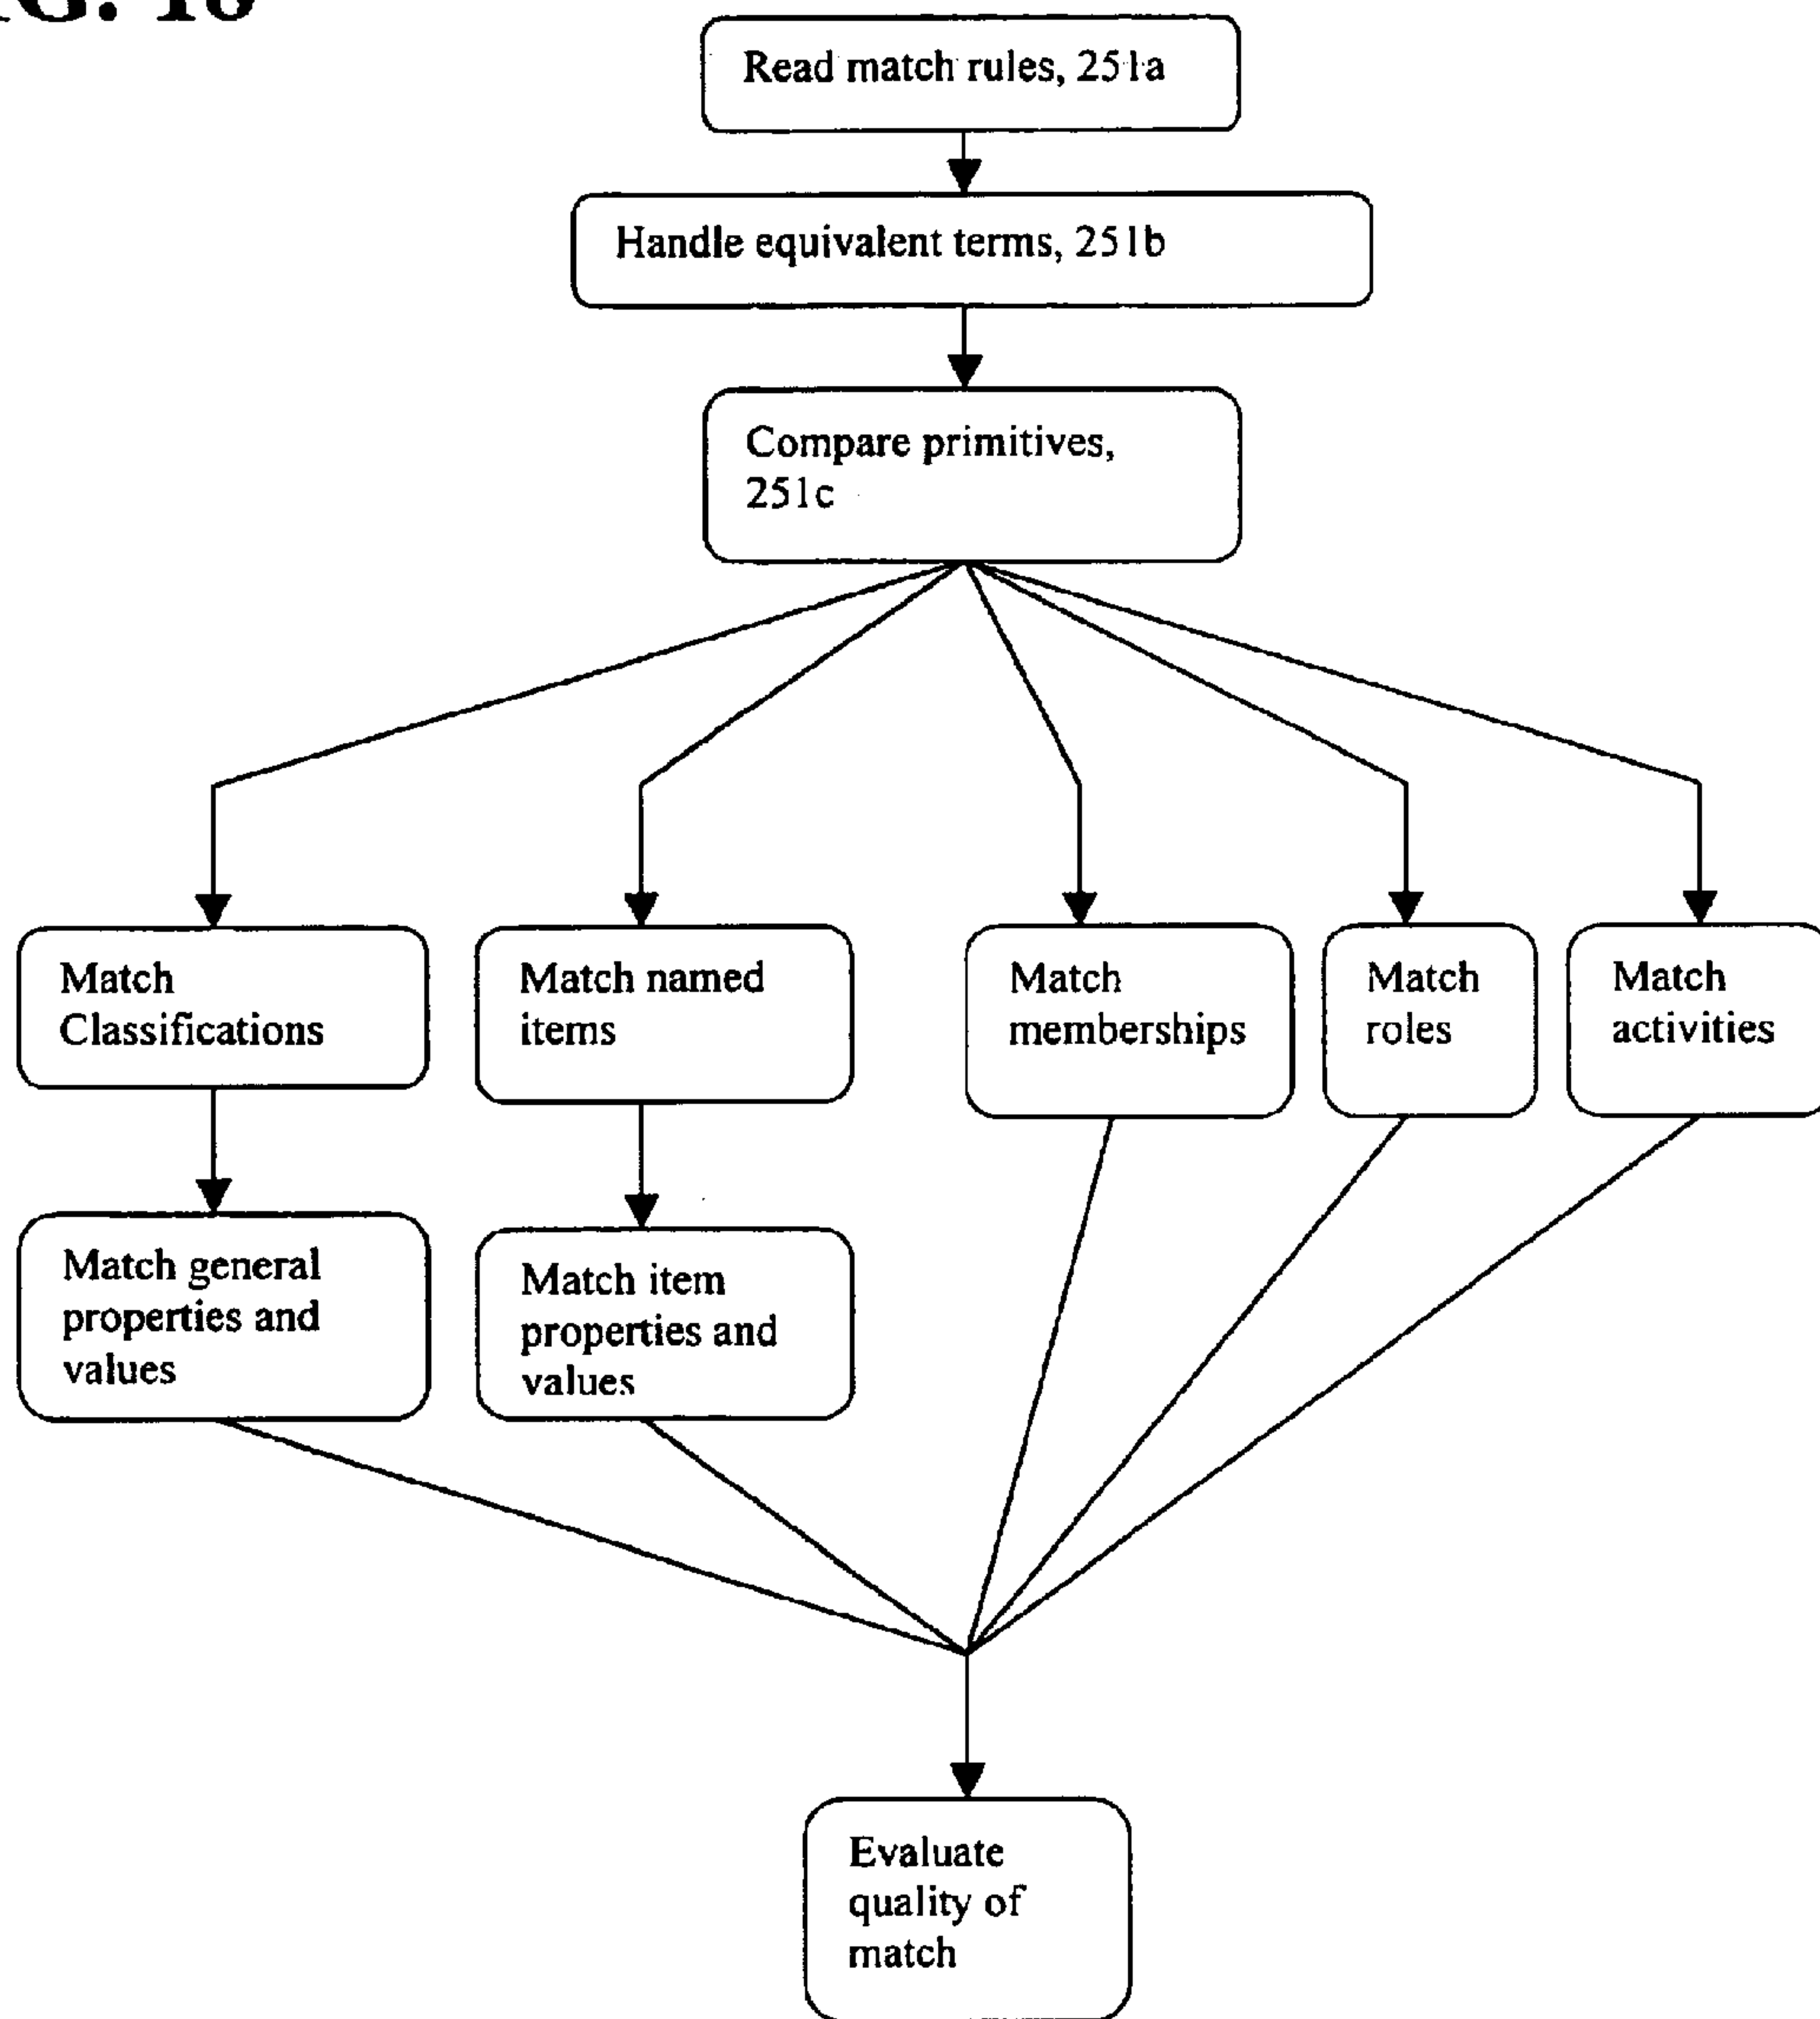 Read match rules, 251a
Handle equivalent terms, 251b
Compare primitives,
251c
Match
Classifications
Match named
items
Match
memberships
Match
roles
Match
activities
Match general
properties and
values
Match item
properties and
values
Evaluate
quality of
match